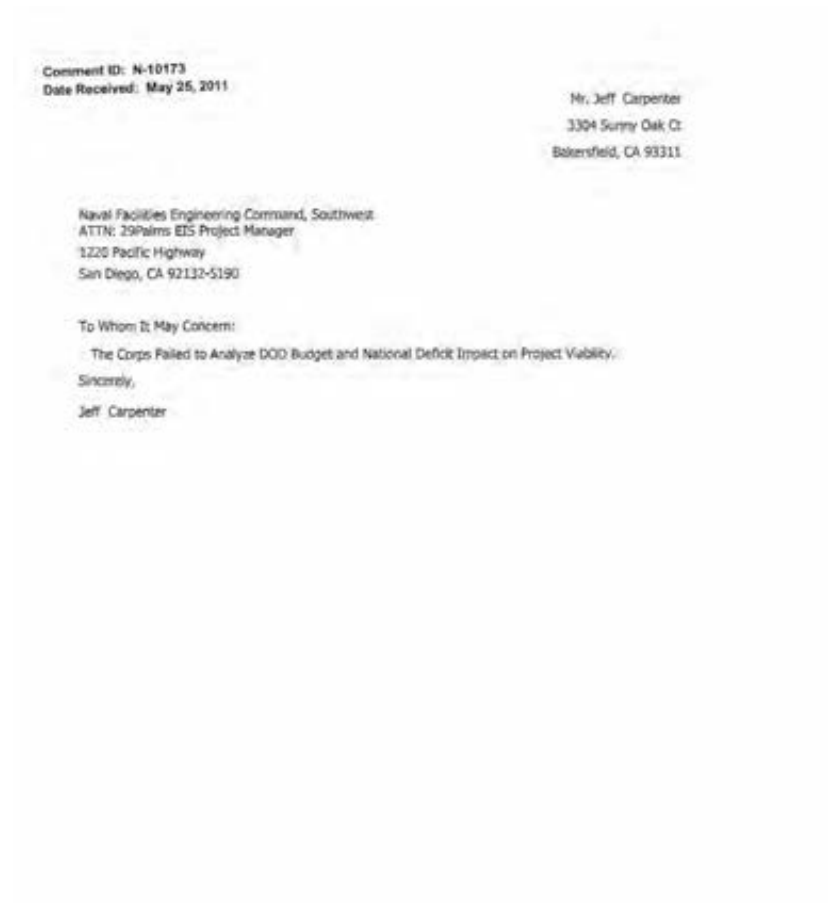 Comment ID: N-10173
Date Received: May 25, 2011
Mr. Jeff Carpenter
3304 Sunny Oak Ct
Bakersfield, CA 93311
Naval Facilities Engineering Command, Southwest
ATTN: 29Palms EIS Project Manager
1220 Pacific Highway
San Diego, CA 92132-5190
To Whom It May Concern:
The Corps Failed to Analyze DOD Budget and National Deficit Impact on Project Viability.
Sincerely,
Jeff Carpenter